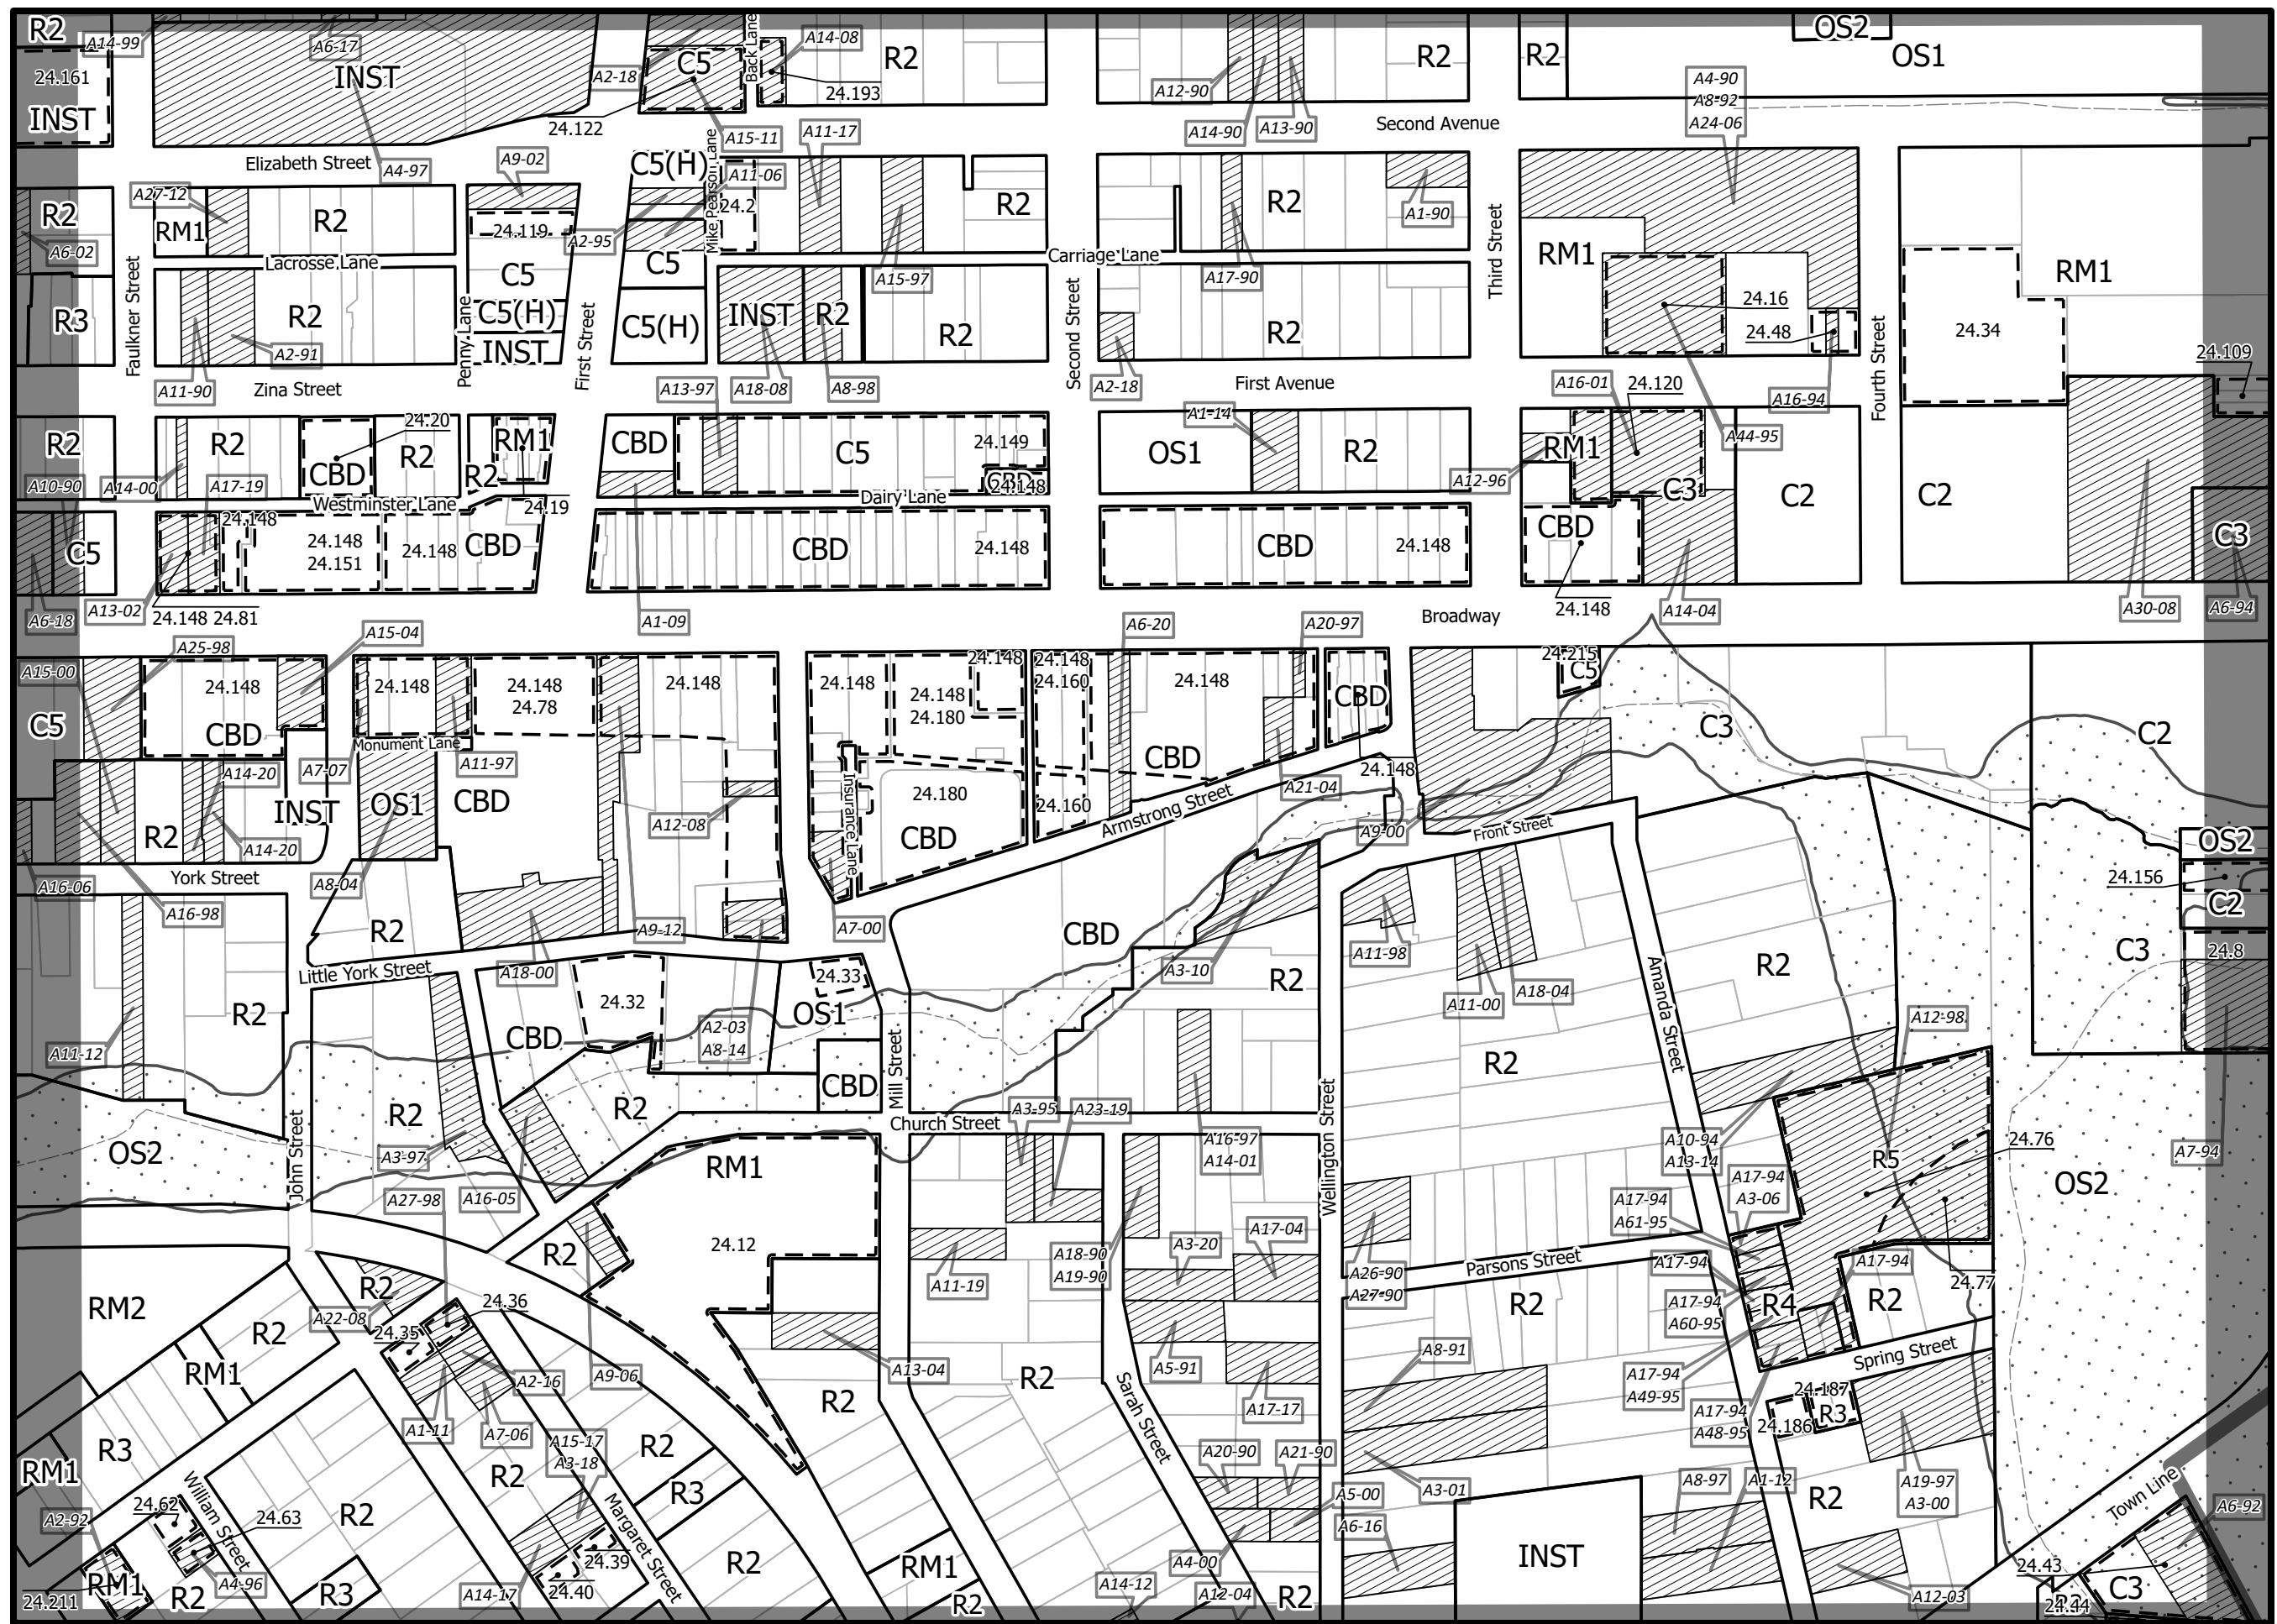 R2
A14-99
A6-17
INST
24.161
INST
A2-18
C5
Back Lane
A14-08
24.193
R2
A12-90
R2
R2
OS2
OS1
A4-90
A8-92
A24-06
24.122
A15-11
A11-17
A14-90
A13-90
Second Avenue
Elizabeth Street
A4-97
A9-02
C5(H)
Mike Pearson Lane
A11-06
24.2
R2
A27-12
R2
RM1
R2
A6-02
24.119
A2-95
R2
A1-90
Third Street
RM1
RM1
Lacrosse Lane
C5
C5
Carriage Lane
A15-97
A17-90
Faulkner Street
R3
R2
A2-91
Penny Lane
C5(H)
INST
First Street
C5(H)
INST
R2
R2
Second Street
R2
24.16
24.48
Fourth Street
24.34
24.109
A11-90
Zina Street
A13-97
A18-08
A8-98
A2-18
First Avenue
A16-01
24.120
A16-94
R2
R2
24.20
CBD
R2
R2
RM1
CBD
C5
24.149
CBD
24.148
OS1
A1-14
R2
RM1
A44-95
C3
C2
C2
A10-90
A14-00
A17-19
Westminster Lane
24.19
Dairy Lane
A12-96
C5
24.148
24.148
24.151
24.148
CBD
CBD
24.148
CBD
24.148
CBD
C3
A6-18
A13-02
24.148 24.81
A1-09
Broadway
24.148
A14-04
A30-08
A6-94
A6-20
A20-97
A15-04
A25-98
A15-00
C5
24.148
CBD
24.148
24.148
24.78
24.148
24.148
24.148
24.180
24.148
24.148
24.160
24.148
CBD
CBD
24.215
C5
C3
C2
Monument Lane
A7-07
A11-97
A14-20
INST
OS1
CBD
A12-08
Insurance Lane
24.180
CBD
24.160
Armstrong Street
A21-04
24.148
A9-00
Front Street
R2
A14-20
York Street
A8-04
OS2
24.156
C2
A16-06
A16-98
R2
A9-12
A7-00
CBD
A11-98
R2
C3
24.8
Little York Street
A18-00
24.32
24.33
A3-10
R2
A11-00
A18-04
Amanda Street
R2
CBD
A2-03
A8-14
OS1
Mill Street
A12-98
A11-12
R2
R2
CBD
R2
Church Street
A3-95
A23-19
Wellington Street
OS2
John Street
A3-97
RM1
A16-97
A14-01
A10-94
A13-14
R5
24.76
A7-94
A27-98
A16-05
A17-94
A3-06
A17-94
A61-95
OS2
R2
24.12
A11-19
A18-90
A19-90
A3-20
A17-04
A26-90
A27-90
Parsons Street
A17-94
A17-94
24.77
RM2
R2
A22-08
24.36
24.35
R2
A17-94
A60-95
R4
R2
R2
RM1
A2-16
A9-06
A13-04
R2
R2
A5-91
A8-91
A17-94
A49-95
Spring Street
A1-11
A7-06
Sarah Street
A17-17
A17-94
A48-95
24.187
24.186
R3
R3
RM1
R2
A15-17
A3-18
R2
R3
A20-90
A21-90
A3-01
A8-97
A1-12
R2
A19-97
A3-00
Town Line
A2-92
24.62
William Street
24.63
R2
Margaret Street
A5-00
A6-16
A6-92
RM1
24.211
R2
A4-96
R3
A14-17
24.39
24.40
R2
RM1
R2
A14-12
A4-00
A12-04
R2
INST
A12-03
24.43
C3